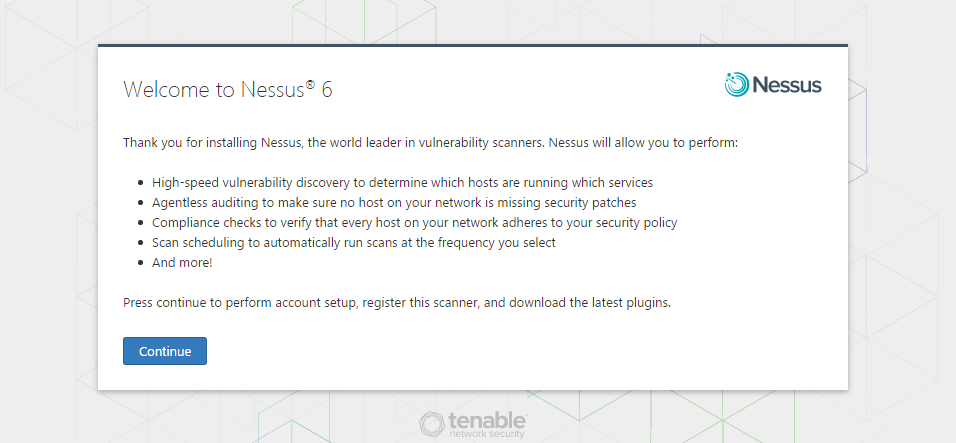 Welcome to Nessus® 6
Nessus
Thank you for installing Nessus, the world leader in vulnerability scanners. Nessus will allow you to perform:
• High-speed vulnerability discovery to determine which hosts are running which services
• Agentless auditing to make sure no host on your network is missing security patches
• Compliance checks to verify that every host on your network adheres to your security policy
• Scan scheduling to automatically run scans at the frequency you select
• And more!
Press continue to perform account setup, register this scanner, and download the latest plugins.
Continue
tenable
network security